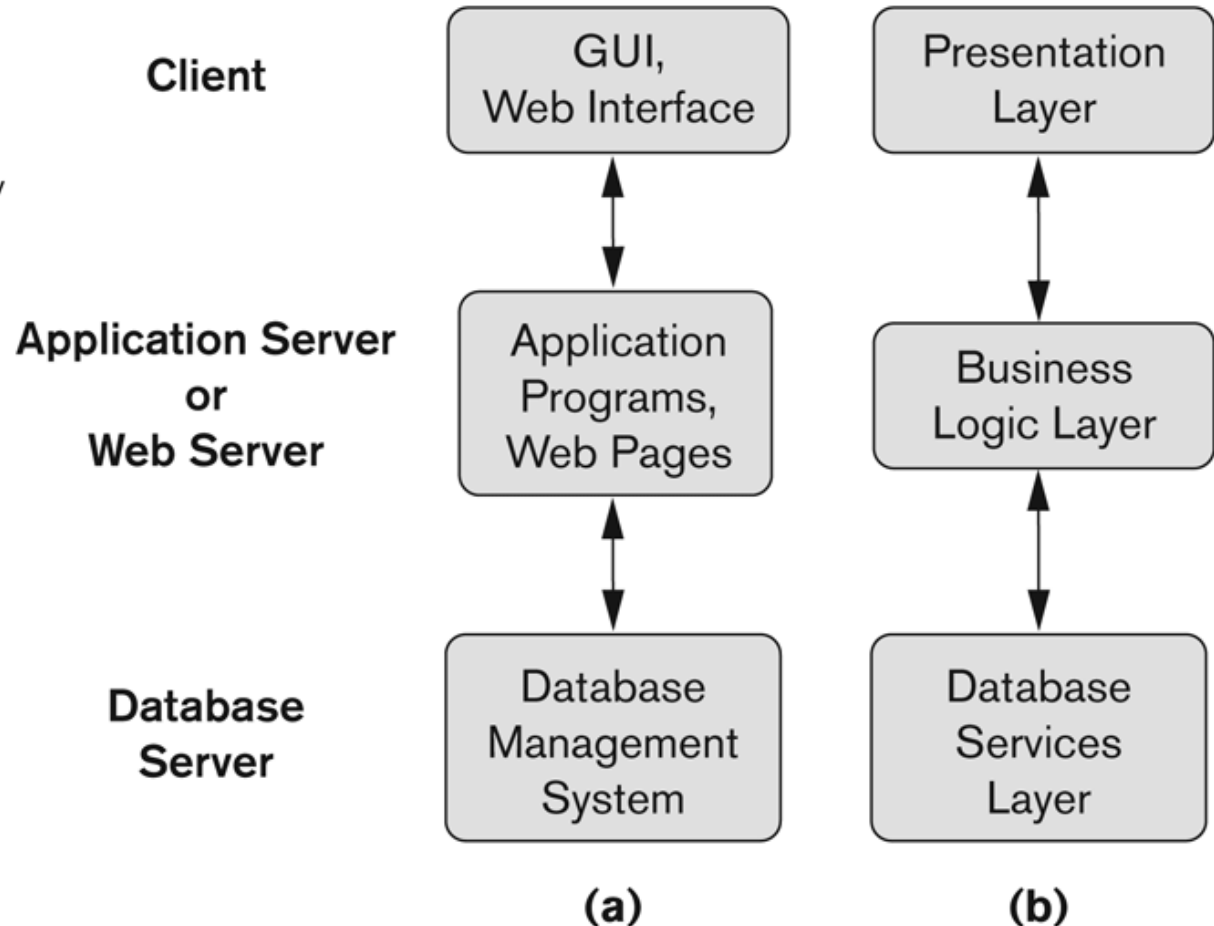 Client
GUI,
Web Interface
Presentation
Layer
Application Server
or
Web Server
Application
Programs,
Web Pages
Business
Logic Layer
Database
Server
Database
Management
System
Database
Services
Layer
(a)
(b)